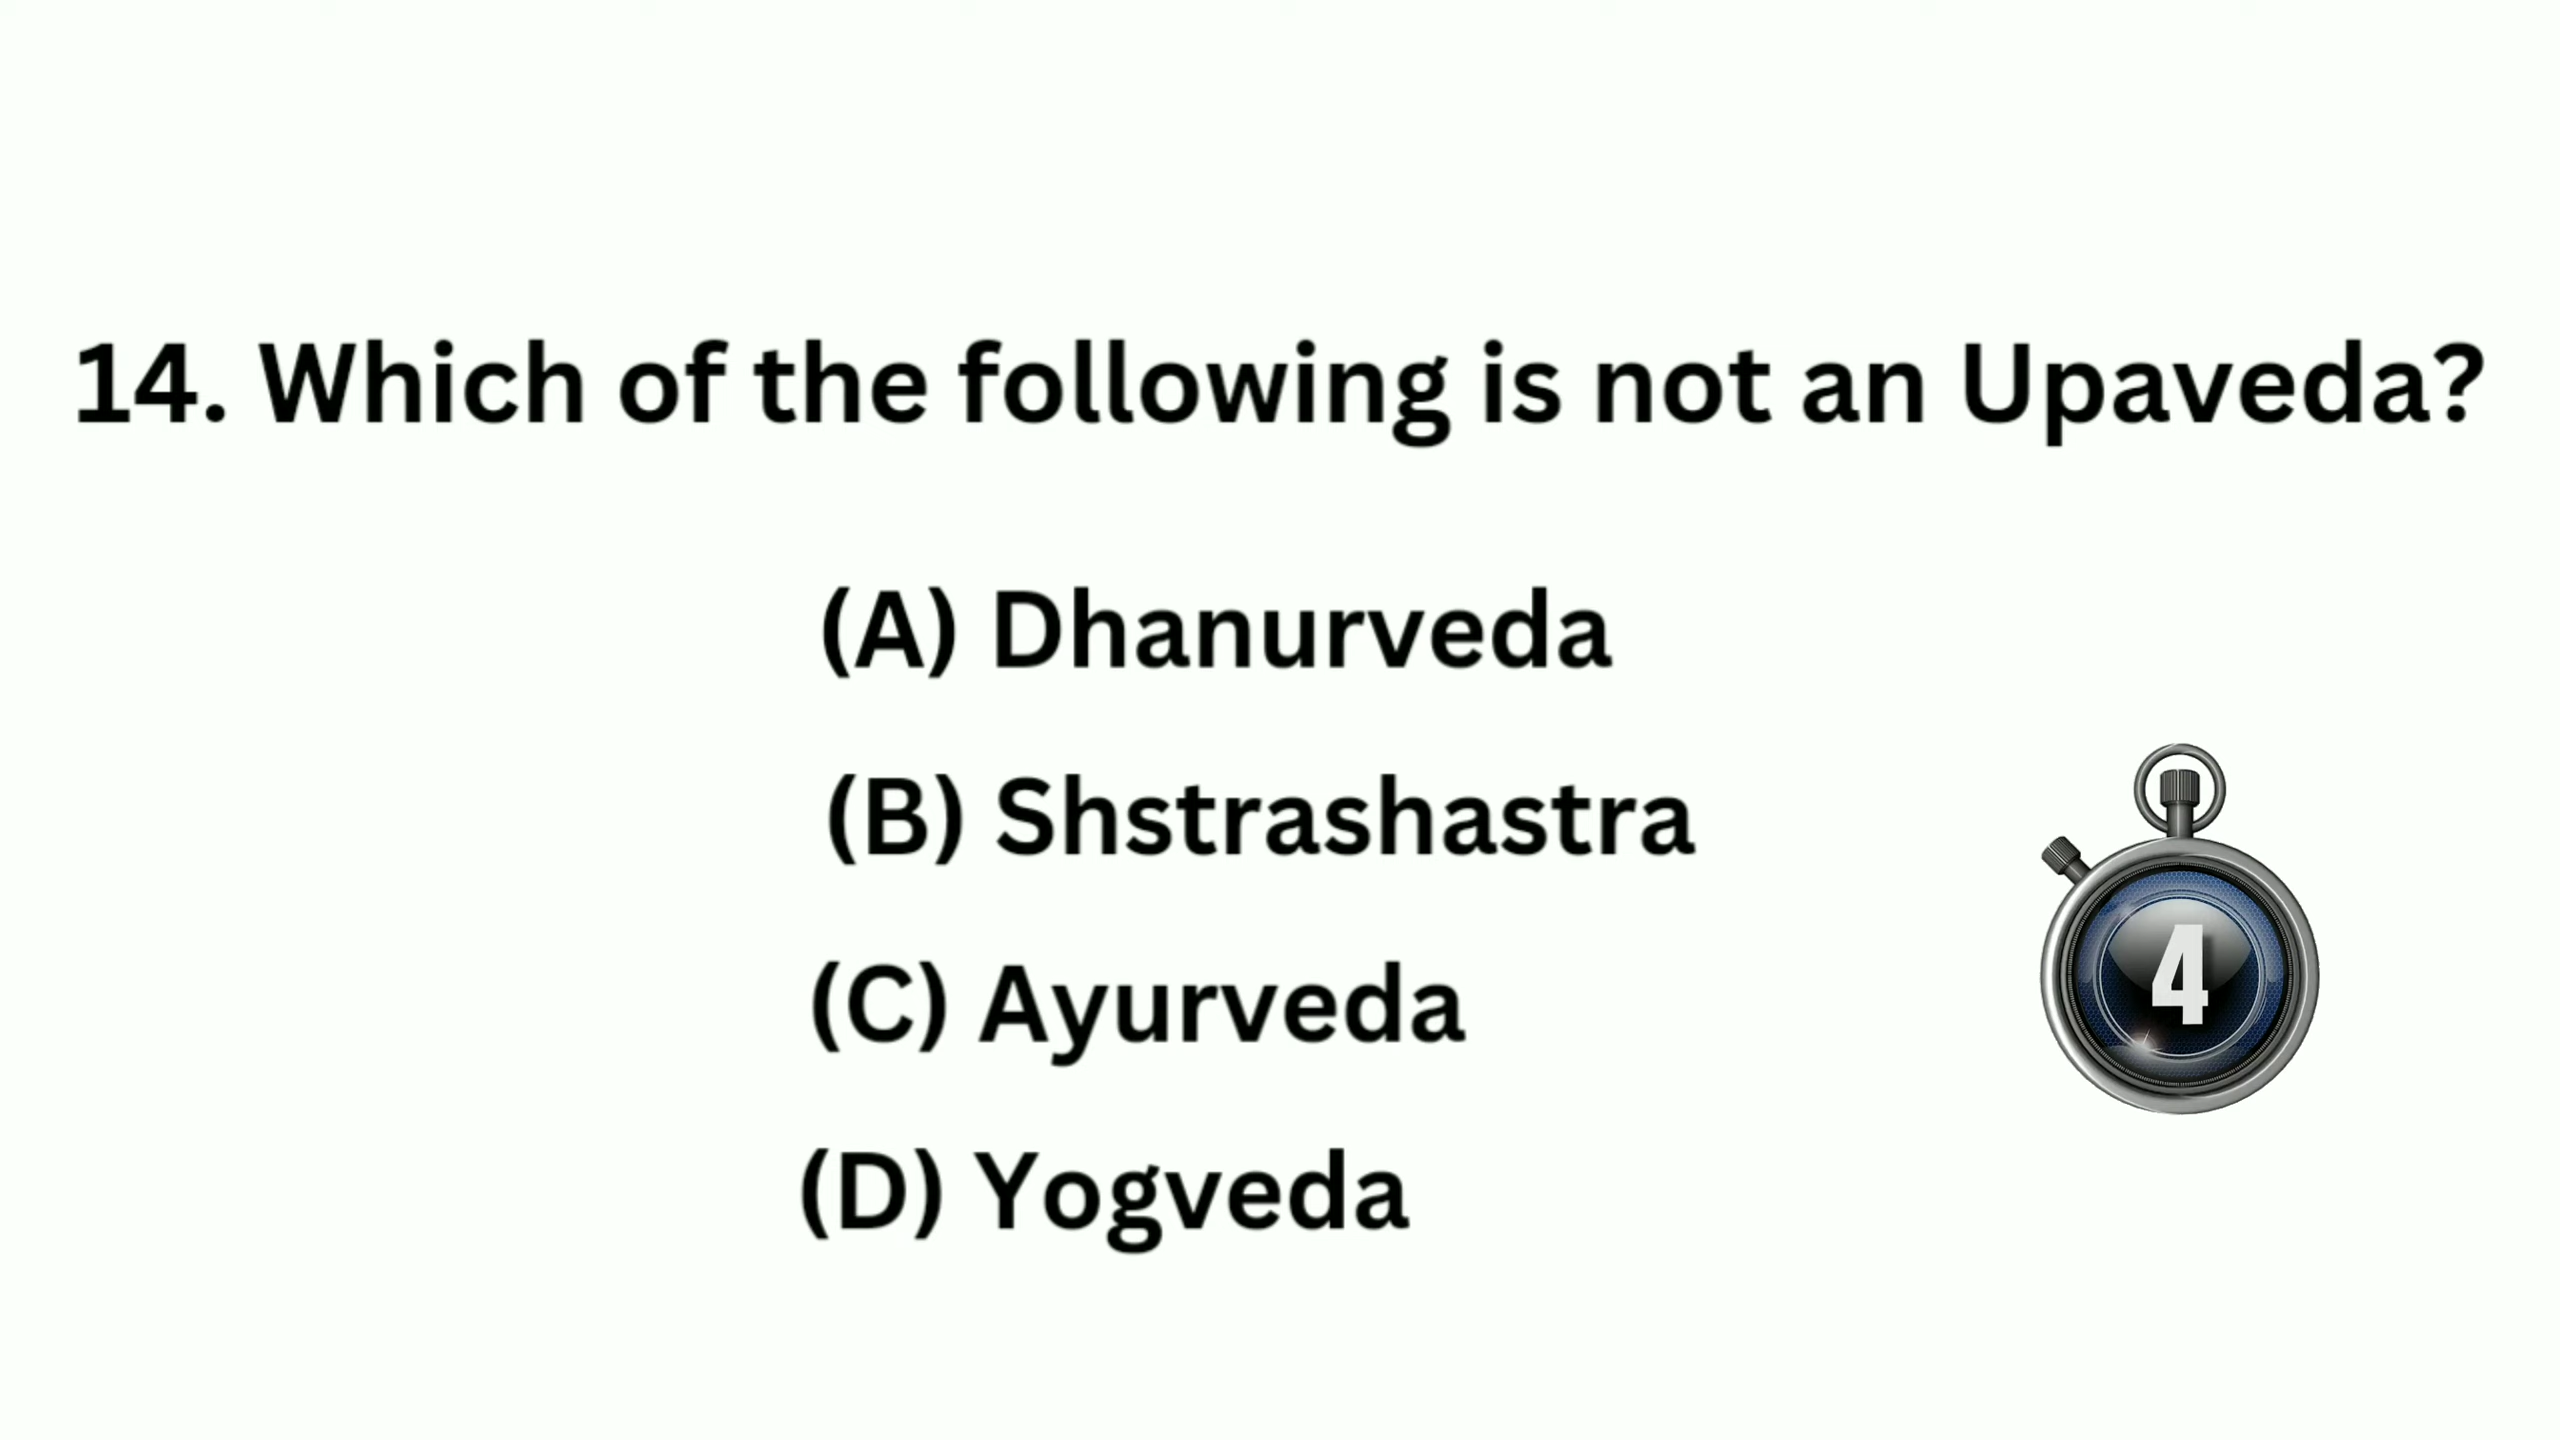 14. Which of the following is not an Upaveda?
(A) Dhanurveda
(B) Shstrashastra
(C) Ayurveda
(D) Yogveda
4